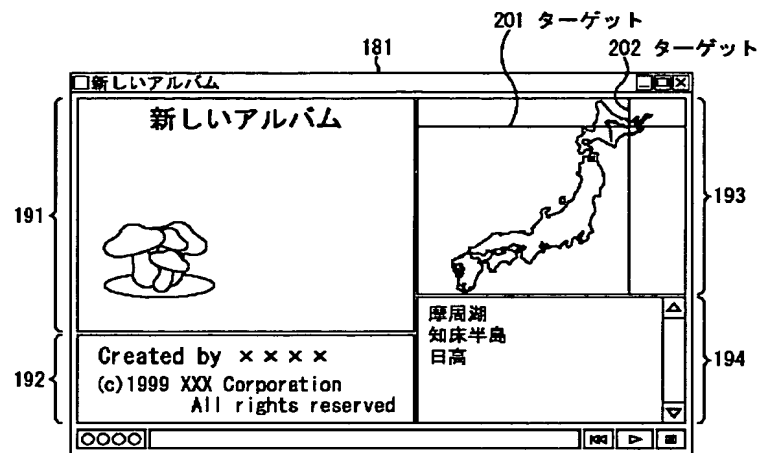 201 ターゲット
202 ターゲット
181
新しいアルバム
新しいアルバム
191
193
摩周湖
知床半島
日高
194
192
Created by ××××
(c)1999 XXX Corporation
All rights reserved